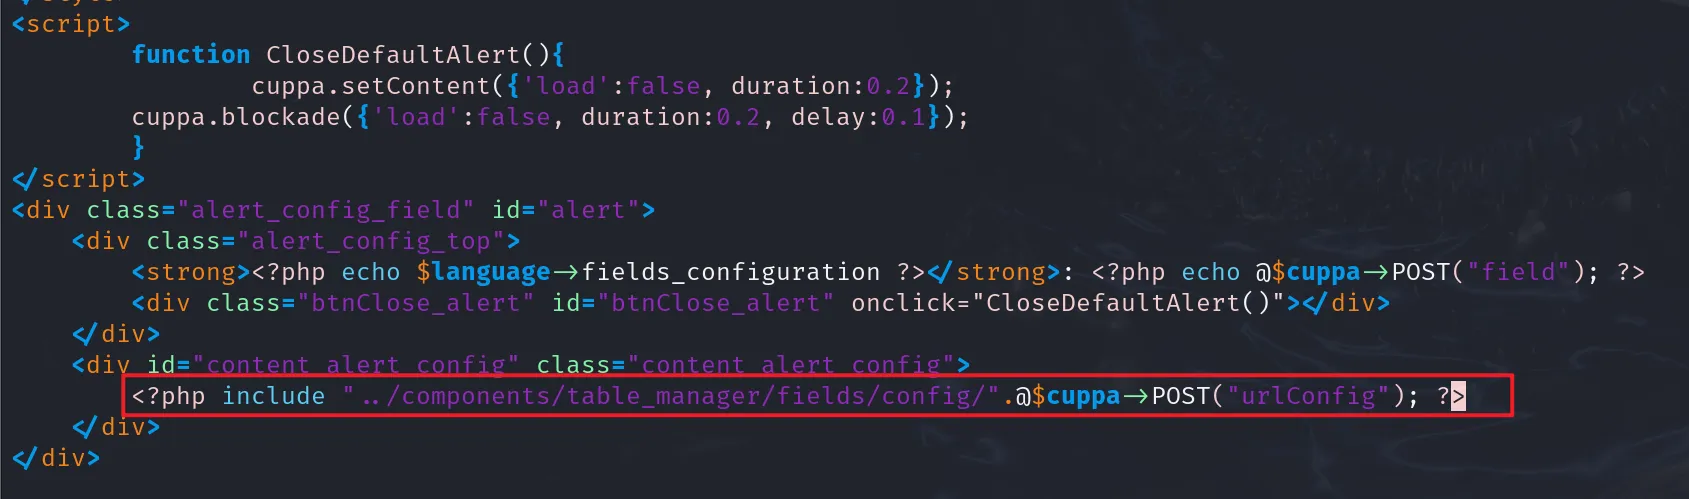 <script>
function CloseDefaultAlert(){
cuppa.setContent({'load':false, duration:0.2});
cuppa.blockade({'load':false, duration:0.2, delay:0.1});
}
</script>
<div class="alert_config_field" id="alert">
<div class="alert_config_top">
<strong><?php echo $language->fields_configuration ?></strong>: <?php echo @$cuppa->POST("field"); ?>
<div class="btnClose_alert" id="btnClose_alert" onclick="CloseDefaultAlert()"></div>
</div>
<div id="content_alert_config" class="content_alert_config">
<?php include "../components/table_manager/fields/config/".@$cuppa->POST("urlConfig"); ?>
</div>
</div>